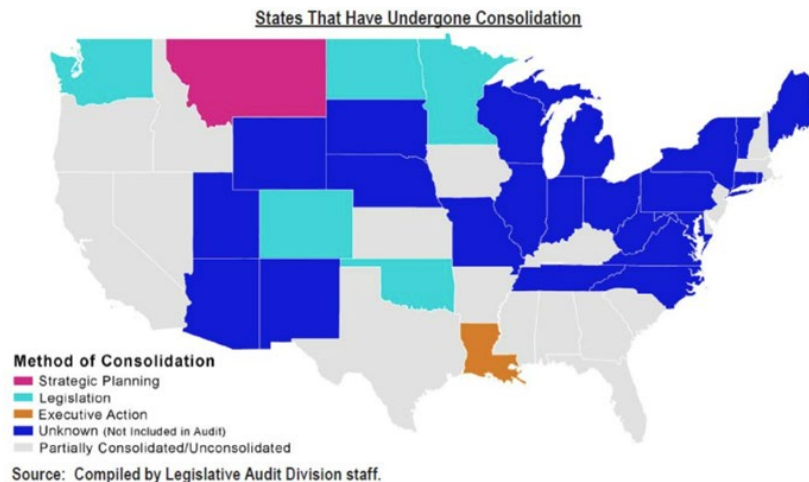 States That Have Undergone Consolidation
Method of Consolidation
Strategic Planning
Legislation
Executive Action
Unknown (Not Included in Audit)
Partially Consolidated/Unconsolidated
Source: Compiled by Legislative Audit Division staff.